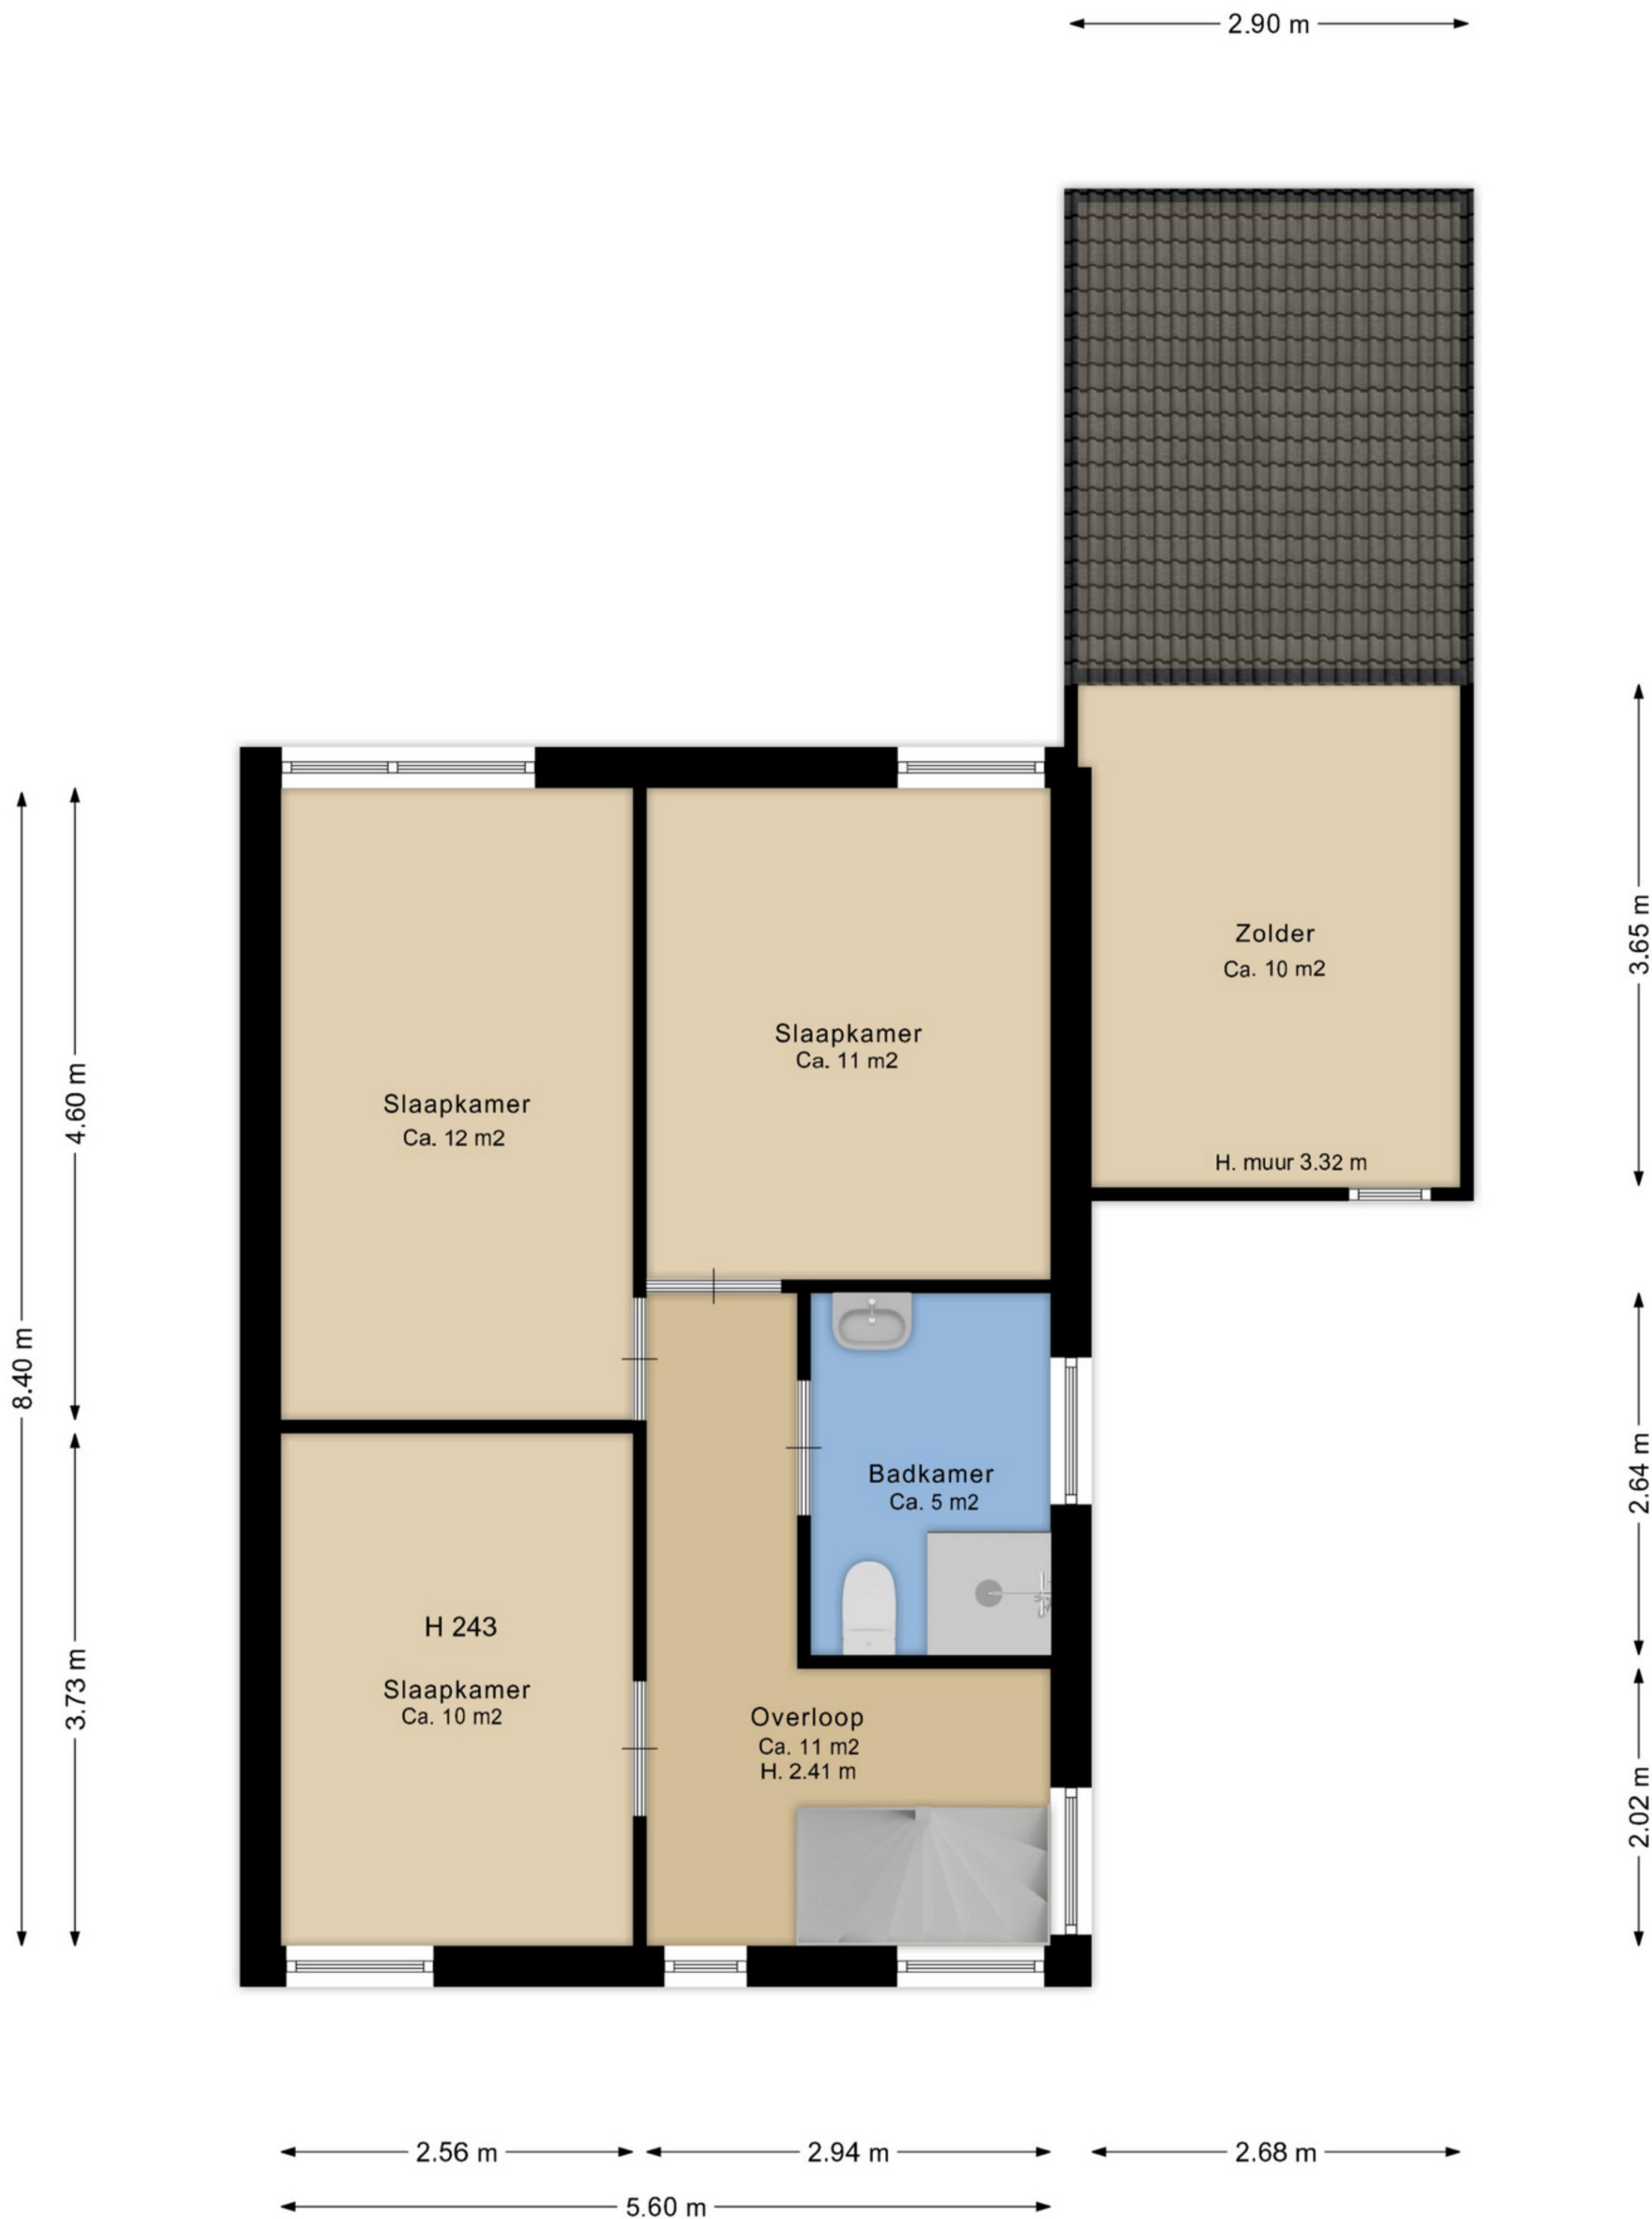 2.90 m
Zolder
Ca. 10 m2
3.65 m
Slaapkamer
Ca. 11 m2
4.60 m
Slaapkamer
Ca. 12 m2
H. muur 3.32 m
8.40 m
Badkamer
Ca. 5 m2
2.64 m
H 243
3.73 m
Slaapkamer
Ca. 10 m2
Overloop
Ca. 11 m2
H. 2.41 m
2.02 m
2.56 m
2.94 m
2.68 m
5.60 m